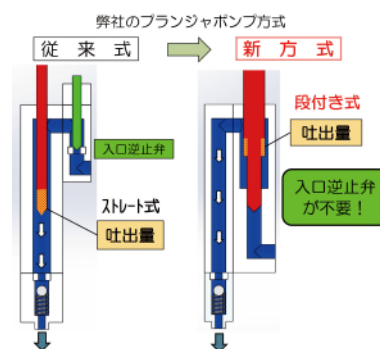 弊社のプランジャポンプ方式
従来式
新方式
段付き式
吐出量
入口逆止弁
ストレート式
吐出量
入口逆止弁
が不要！